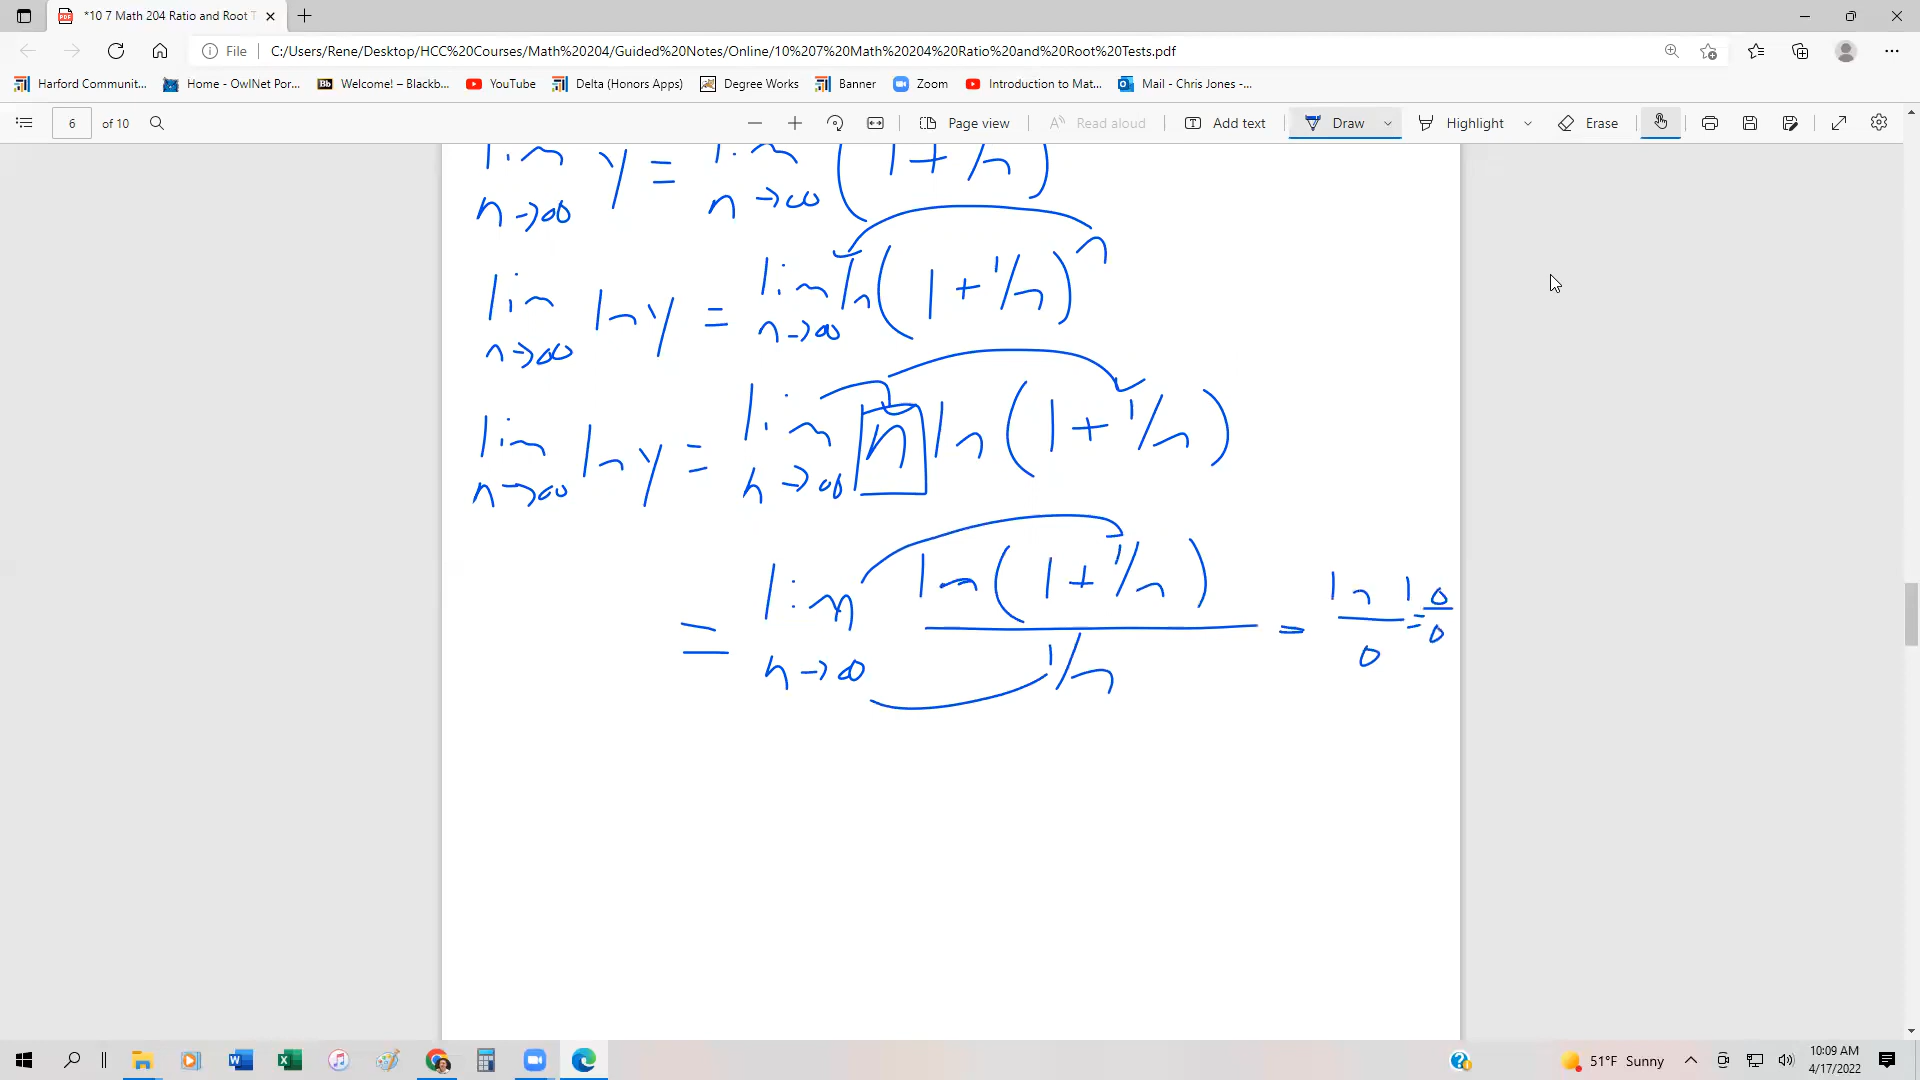 *10 7 Math 204 Ratio and Root T
File C:/Users/Rene/Desktop/HCC%20Courses/Math%20204/Guided%20Notes/Online/10%207%20Math%20204%20Ratio%20and%20Root%20Tests.pdf
Harford Communit... Home - OwlNet Por... Bb Welcome! – Blackb... YouTube Delta (Honors Apps) Degree Works Banner Zoom Introduction to Mat... Mail - Chris Jones -...
6 of 10 Page view Read aloud Add text Draw Highlight Erase
lim n→∞ y = lim n→∞ (1 + 1/n)
lim n→∞ ln y = lim n→∞ ln(1 + 1/n)^n
lim n→∞ ln y = lim n→∞ n ln(1 + 1/n)
= lim n→∞ ln(1 + 1/n) / 1/n = ln 1 / 0 = 0/0
51°F Sunny 10:09 AM
4/17/2022